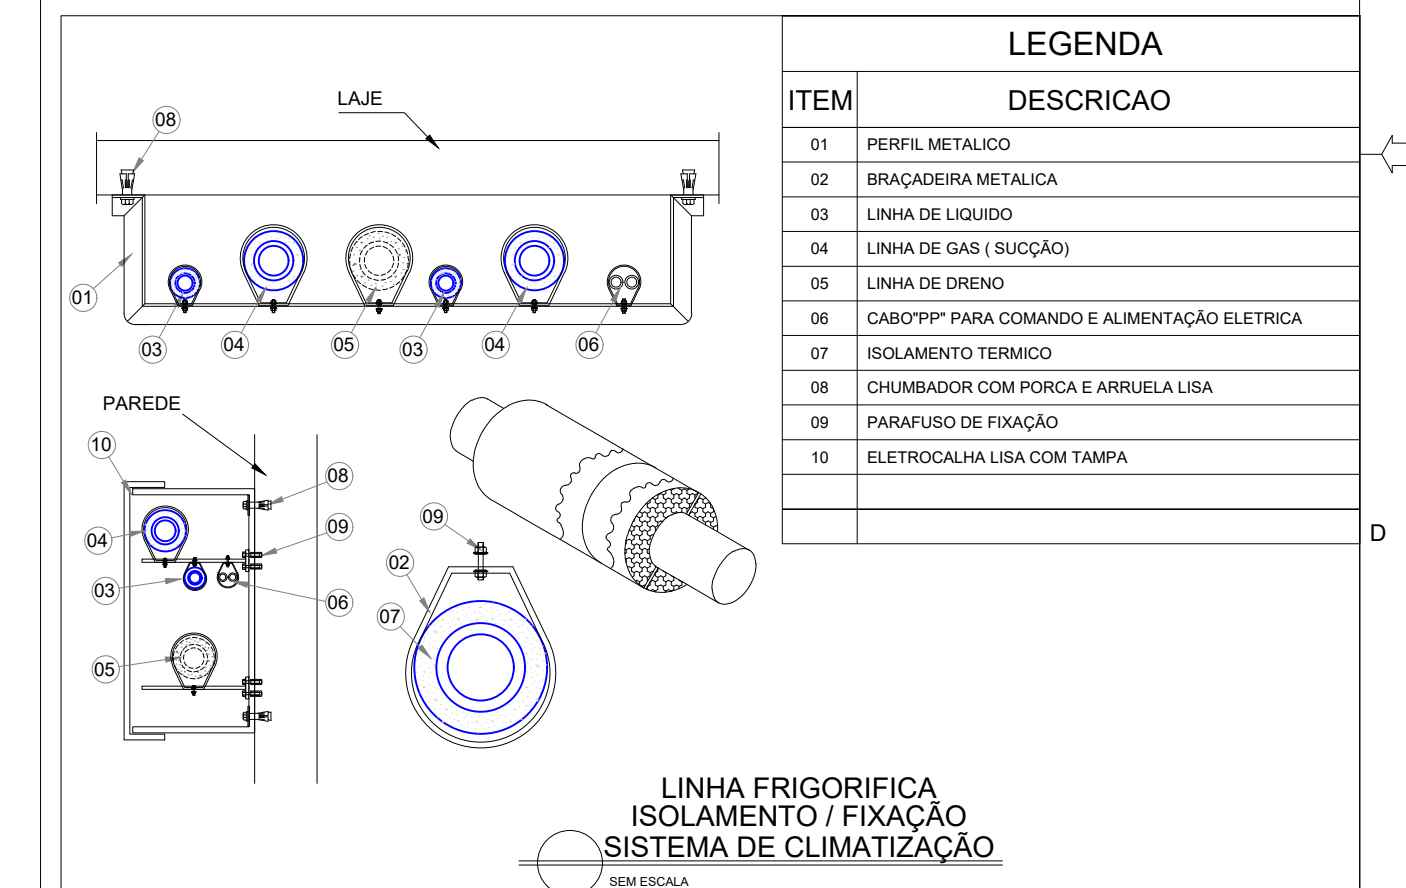 LEGENDA
ITEM DESCRICAO
01 PERFIL METALICO
02 BRAÇADEIRA METALICA
03 LINHA DE LIQUIDO
04 LINHA DE GAS ( SUCÇÃO)
05 LINHA DE DRENO
06 CABO"PP" PARA COMANDO E ALIMENTAÇÃO ELETRICA
07 ISOLAMENTO TERMICO
08 CHUMBADOR COM PORCA E ARRUELA LISA
09 PARAFUSO DE FIXAÇÃO
10 ELETROCALHA LISA COM TAMPA
LAJE
08
01
03 04 05 03 04 06
PAREDE
10
08
04
09
03
06
05
09
02
07
D
LINHA FRIGORIFICA
ISOLAMENTO / FIXAÇÃO
SISTEMA DE CLIMATIZAÇÃO
SEM ESCALA